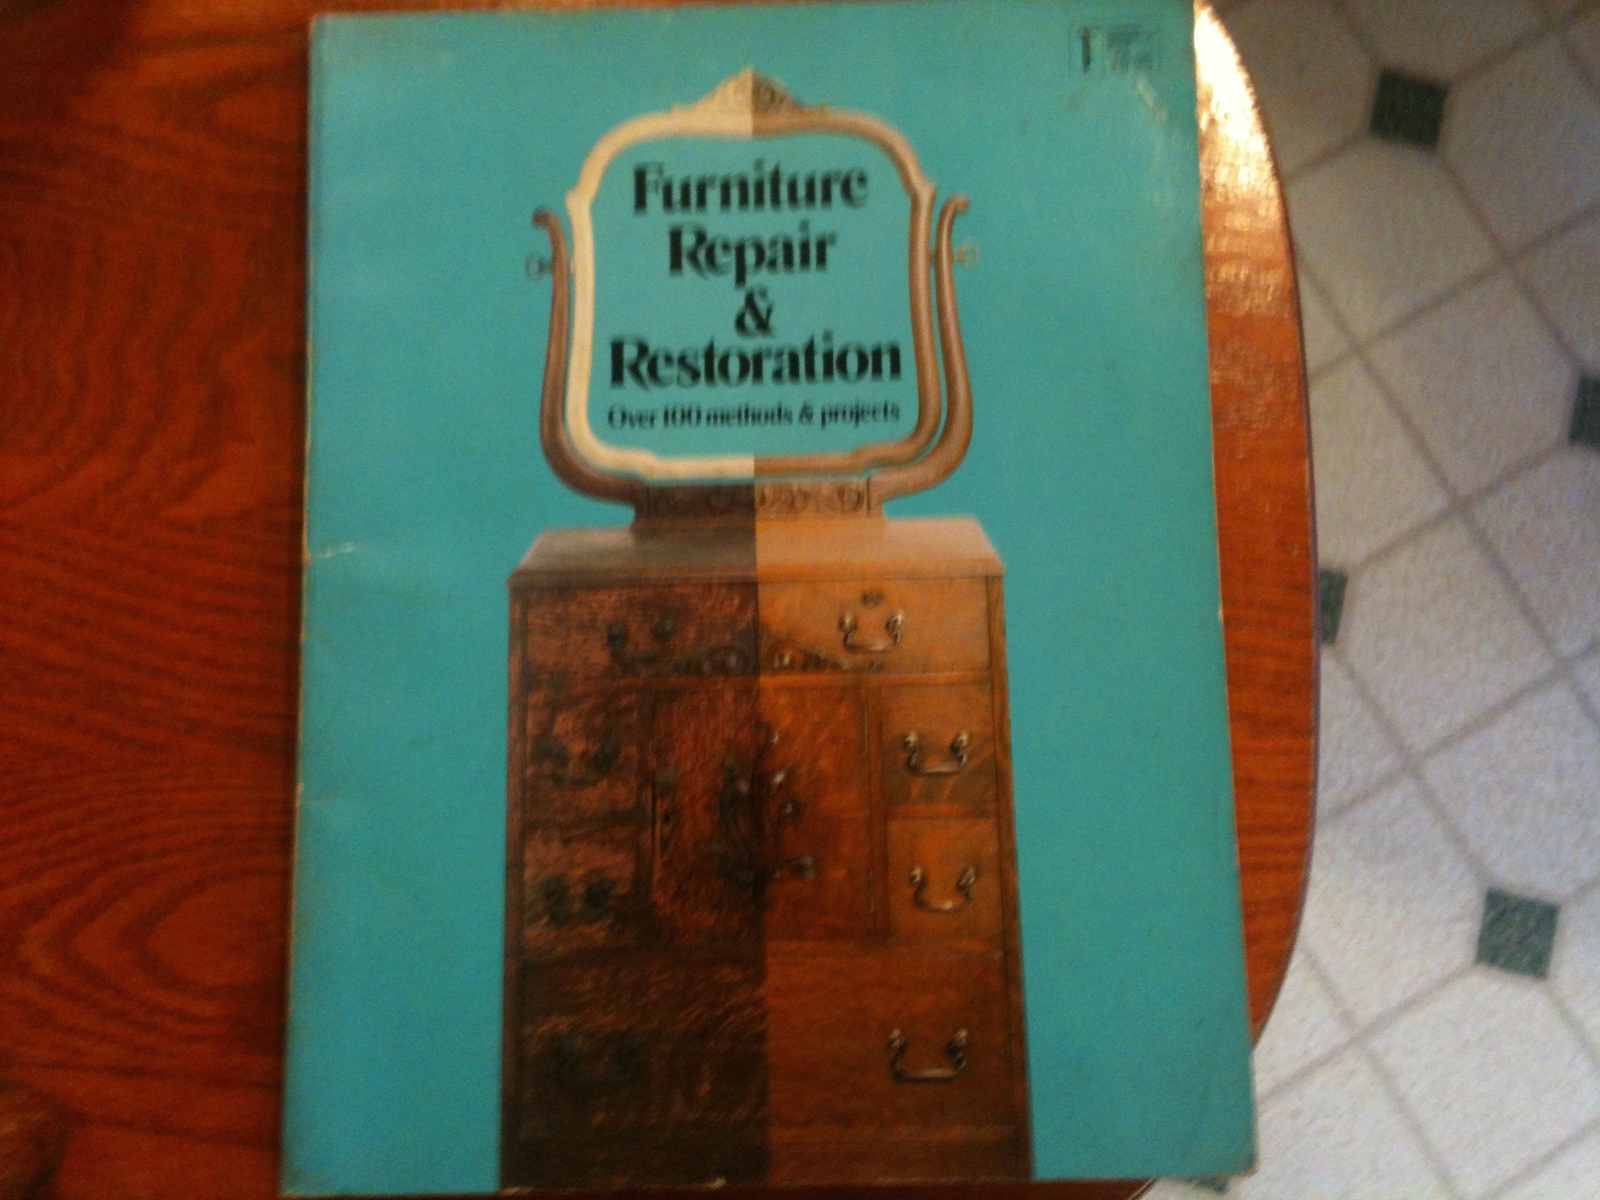 Furniture
Repair
&
Restoration
Over 100 methods & projects